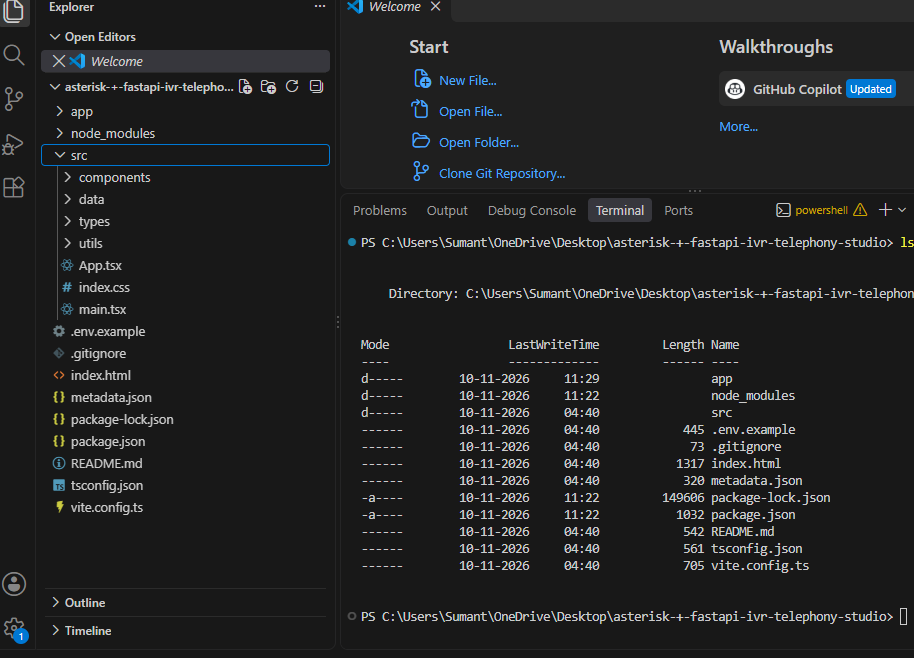 Explorer
Open Editors
Welcome
asterisk-+-fastapi-ivr-telepho...
app
node_modules
src
components
data
types
utils
App.tsx
index.css
main.tsx
.env.example
.gitignore
index.html
metadata.json
package-lock.json
package.json
README.md
tsconfig.json
vite.config.ts
Outline
Timeline
1
Welcome
Start
New File...
Open File...
Open Folder...
Clone Git Repository...
Walkthroughs
GitHub Copilot Updated
More...
Problems Output Debug Console Terminal Ports powershell
PS C:\Users\Sumant\OneDrive\Desktop\asterisk-+-fastapi-ivr-telephony-studio> ls
Directory: C:\Users\Sumant\OneDrive\Desktop\asterisk-+-fastapi-ivr-telephon
Mode LastWriteTime Length Name
---- ------------- ------ ----
d----- 10-11-2026 11:29 app
d----- 10-11-2026 11:22 node_modules
d----- 10-11-2026 04:40 src
------ 10-11-2026 04:40 445 .env.example
------ 10-11-2026 04:40 73 .gitignore
------ 10-11-2026 04:40 1317 index.html
------ 10-11-2026 04:40 320 metadata.json
-a---- 10-11-2026 11:22 149606 package-lock.json
-a---- 10-11-2026 11:22 1032 package.json
------ 10-11-2026 04:40 542 README.md
------ 10-11-2026 04:40 561 tsconfig.json
------ 10-11-2026 04:40 705 vite.config.ts
PS C:\Users\Sumant\OneDrive\Desktop\asterisk-+-fastapi-ivr-telephony-studio>